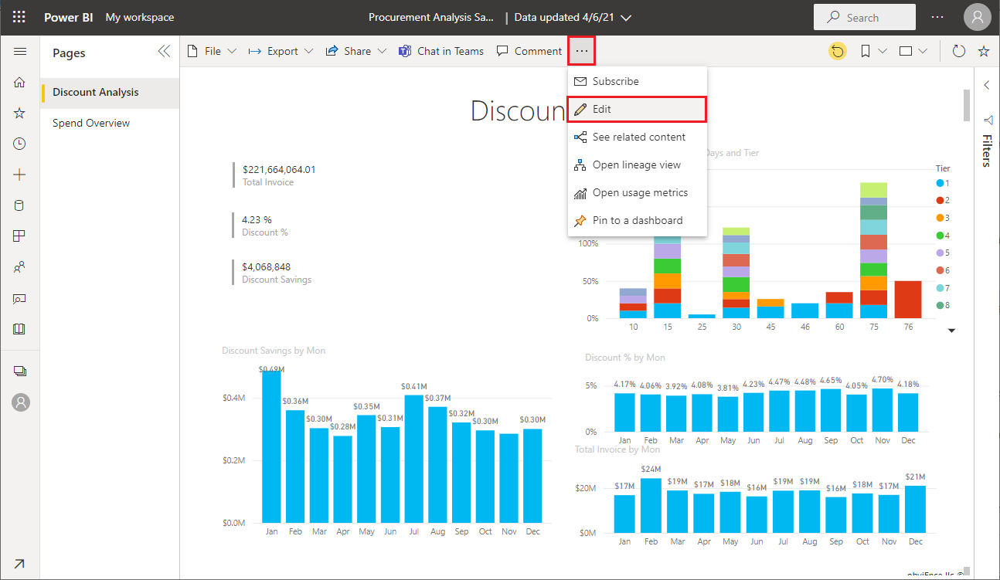 Power BI My workspace Procurement Analysis Sa... | Data updated 4/6/21 Search ...
Pages
File Export Share Chat in Teams Comment ...
Discount Analysis
Spend Overview
Subscribe
Edit
See related content
Open lineage view
Open usage metrics
Pin to a dashboard
Filters
Discoun
$221,664,064.01
Total Invoice
4.23 %
Discount %
$4,068,848
Discount Savings
Days and Tier
Tier
1
2
3
4
5
6
7
8
100%
50%
0%
10 15 25 30 45 46 60 75 76
Discount Savings by Mon
$0.49M
$0.36M
$0.30M
$0.28M
$0.35M
$0.31M
$0.41M
$0.37M
$0.32M
$0.30M
$0.30M
$0.4M
$0.2M
$0.0M
Jan Feb Mar Apr May Jun Jul Aug Sep Oct Nov Dec
Discount % by Mon
4.17% 4.06% 3.92% 4.08% 3.81% 4.23% 4.47% 4.48% 4.65% 4.05% 4.70% 4.18%
5%
0%
Jan Feb Mar Apr May Jun Jul Aug Sep Oct Nov Dec
Total Invoice by Mon
$17M $24M $19M $17M $18M $16M $19M $19M $16M $18M $17M $21M
$20M
$0M
Jan Feb Mar Apr May Jun Jul Aug Sep Oct Nov Dec
obviEnce llc ©